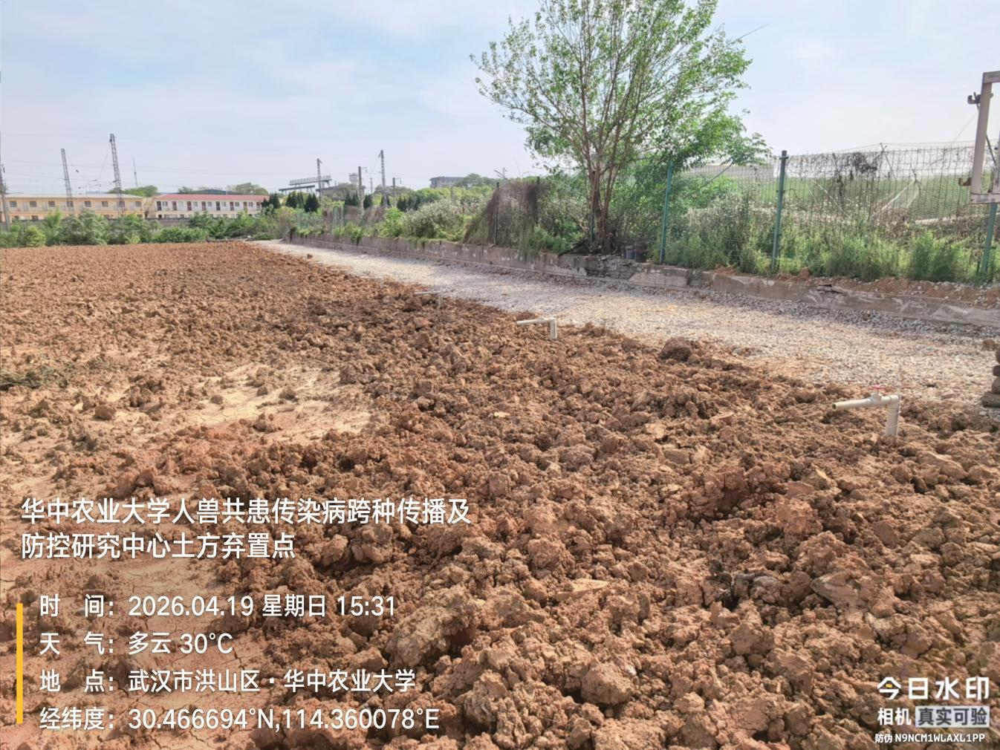 华中农业大学人兽共患传染病跨种传播及
防控研究中心土方弃置点
时 间：2026.04.19 星期日 15:31
天 气：多云 30°C
地 点：武汉市洪山区·华中农业大学
经纬度：30.466694°N,114.360078°E
今日水印
相机 真实可验
防伪 N9NCM1WLAXL1PP